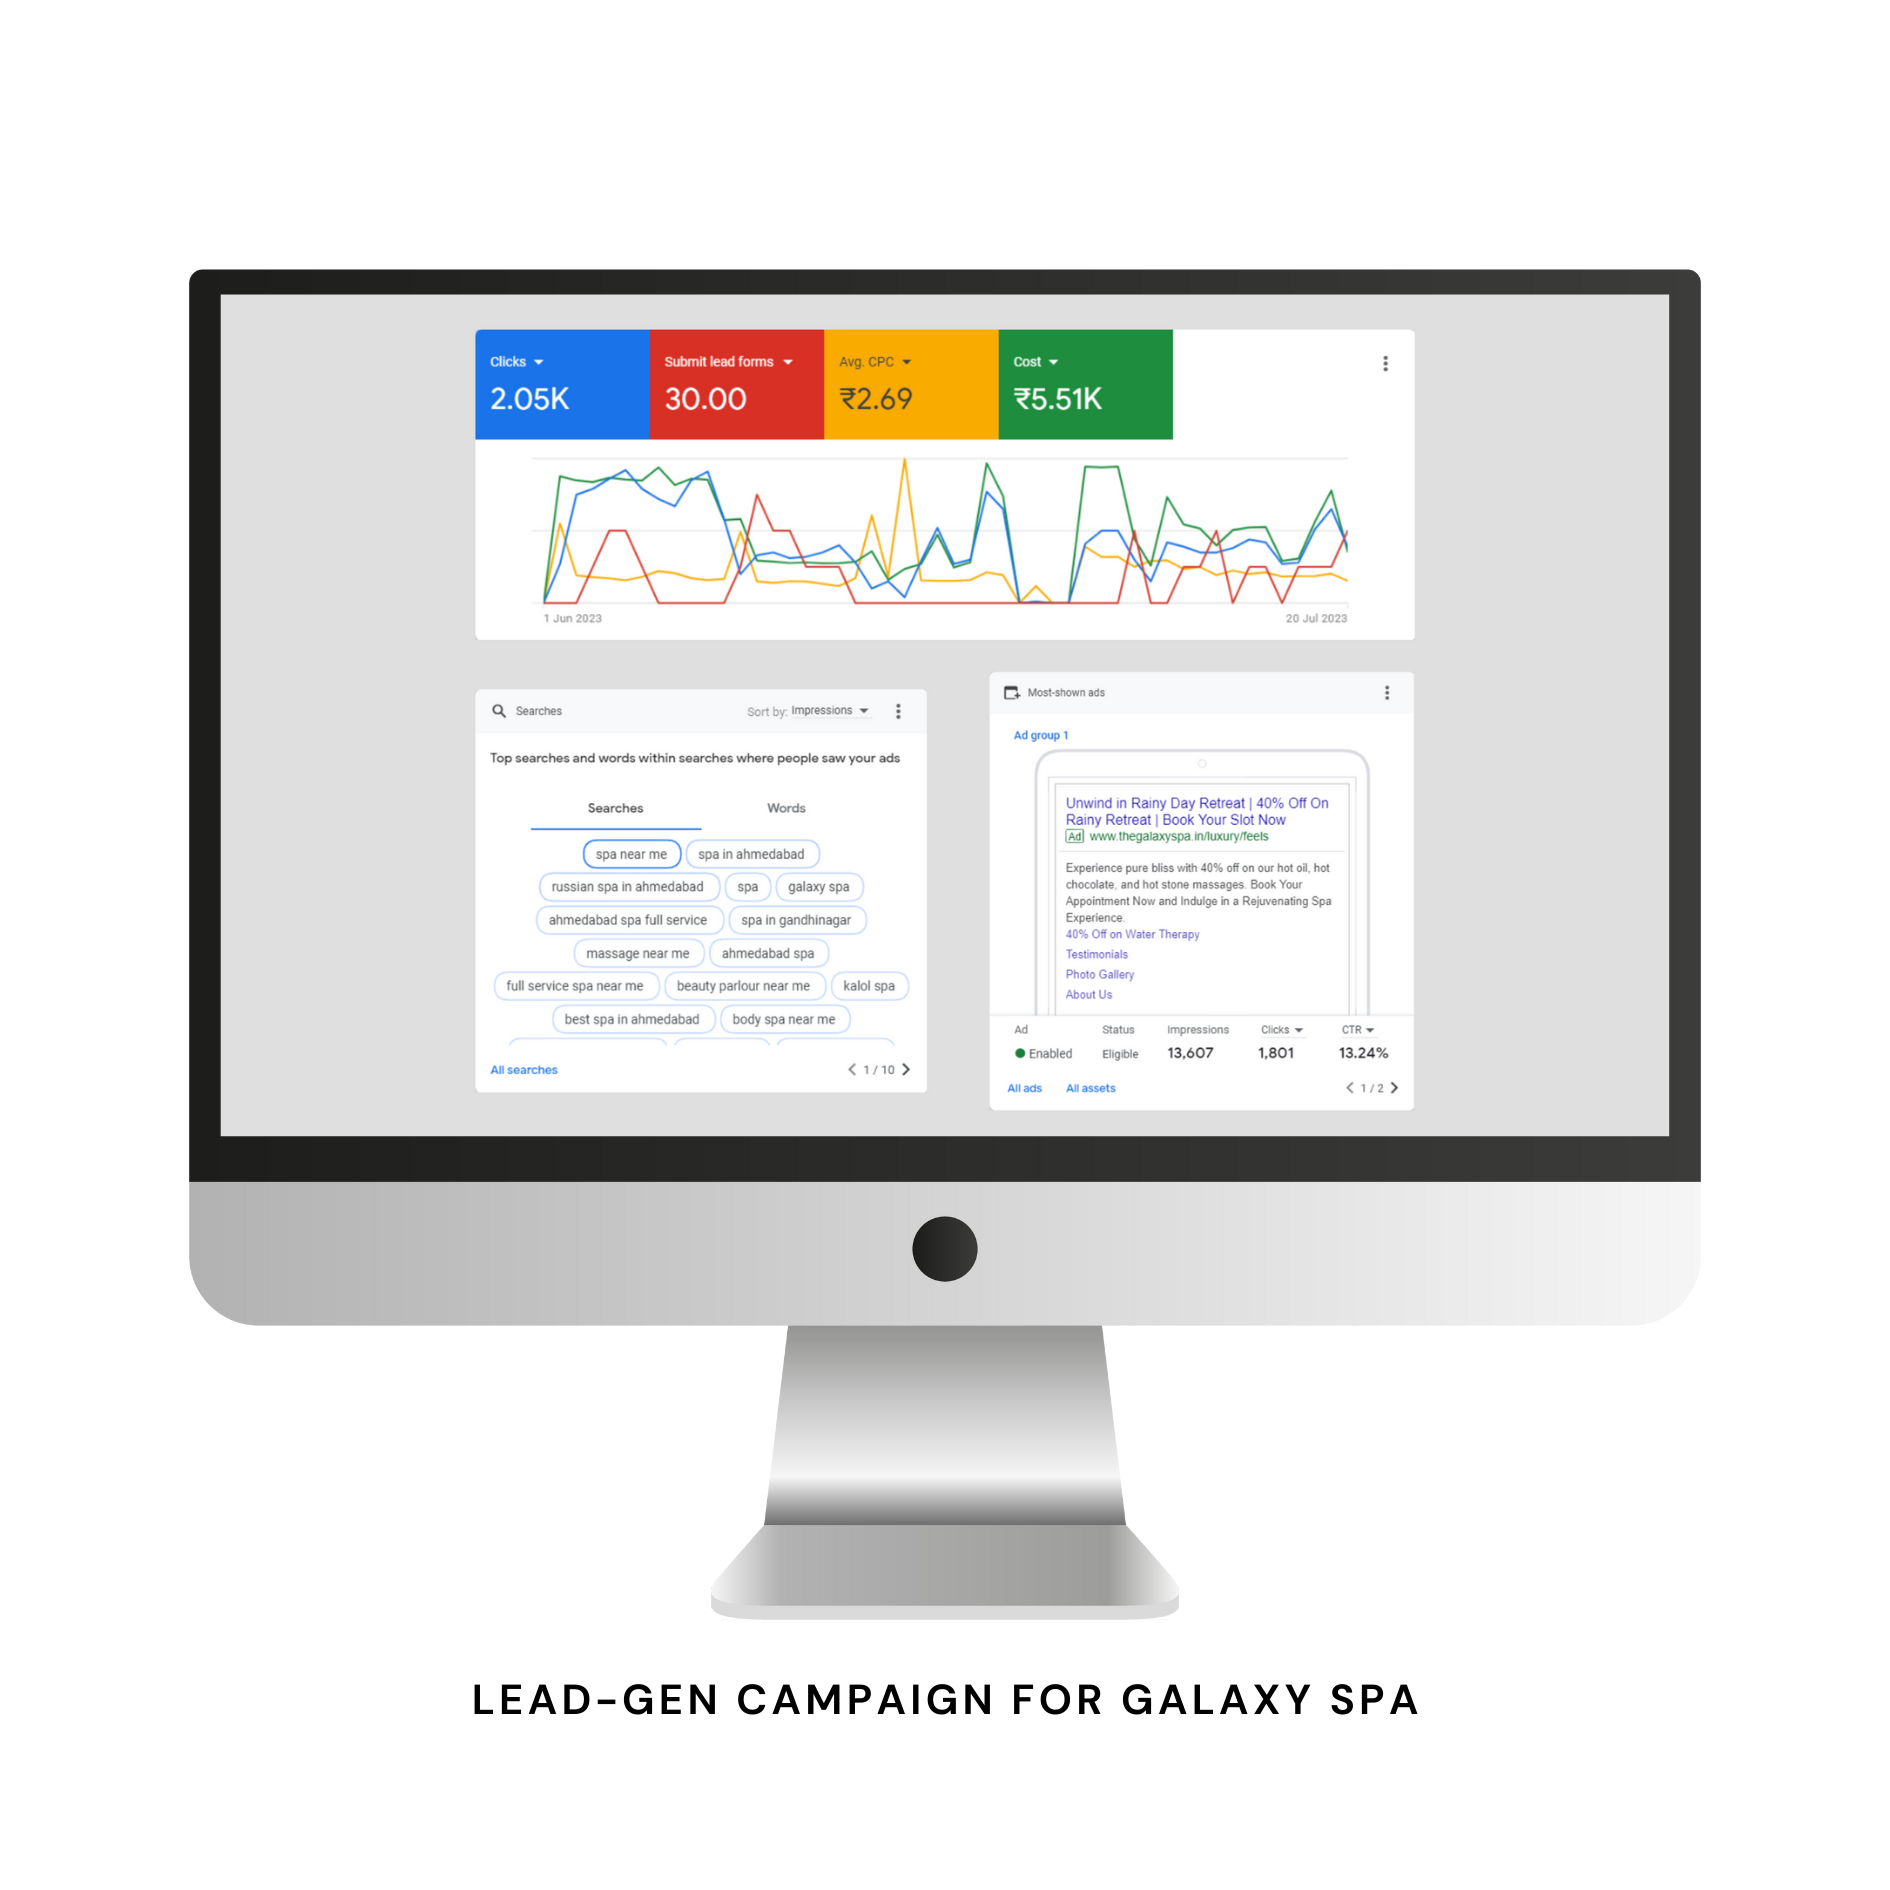 Clicks
Submit lead forms
Avg. CPC
Cost
2.05K
30.00
₹2.69
₹5.51K
1 Jun 2023
20 Jul 2023
Searches
Sort by: Impressions
Top searches and words within searches where people saw your ads
Searches
Words
spa near me
spa in ahmedabad
russian spa in ahmedabad
spa
galaxy spa
ahmedabad spa full service
spa in gandhinagar
massage near me
ahmedabad spa
full service spa near me
beauty parlour near me
kalol spa
best spa in ahmedabad
body spa near me
All searches
1 / 10
Most-shown ads
Ad group 1
Unwind in Rainy Day Retreat | 40% Off On
Rainy Retreat | Book Your Slot Now
Ad www.thegalaxyspa.in/luxury/feels
Experience pure bliss with 40% off on our hot oil, hot
chocolate, and hot stone massages. Book Your
Appointment Now and Indulge in a Rejuvenating Spa
Experience.
40% Off on Water Therapy
Testimonials
Photo Gallery
About Us
Ad Status Impressions Clicks CTR
Enabled Eligible 13,607 1,801 13.24%
All ads All assets 1 / 2
LEAD-GEN CAMPAIGN FOR GALAXY SPA